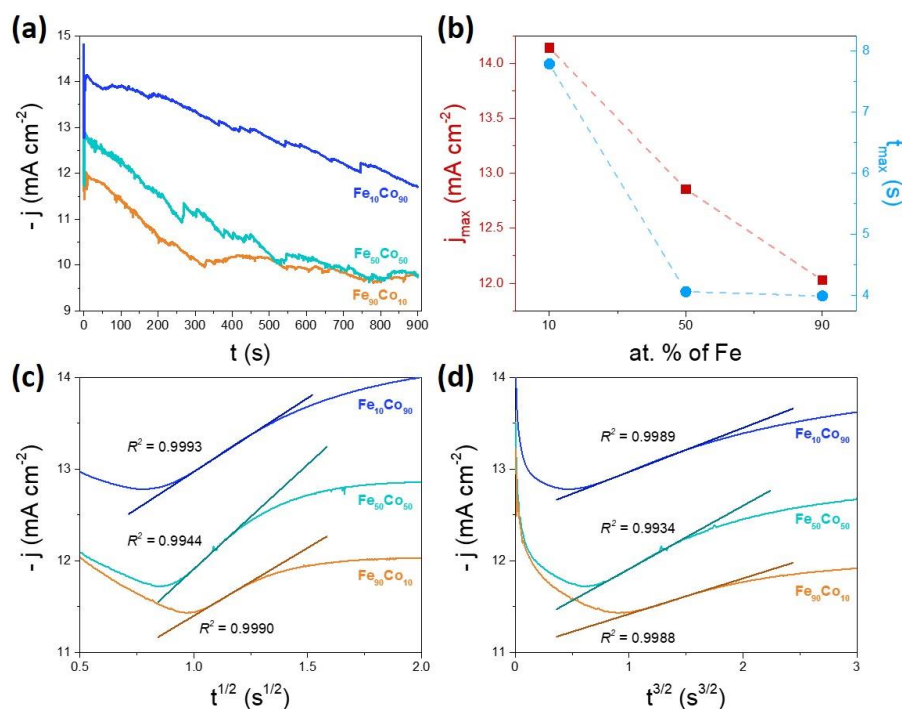 (a)
- j (mA cm⁻²)
15
14
13
12
11
10
9
Fe₁₀Co₉₀
Fe₅₀Co₅₀
Fe₉₀Co₁₀
0 100 200 300 400 500 600 700 800 900
t (s)
(b)
jmax (mA cm⁻²)
14.0
13.5
13.0
12.5
12.0
8
7
6
5
4
tmax (s)
10 50 90
at. % of Fe
(c)
- j (mA cm⁻²)
14
13
12
11
Fe₁₀Co₉₀
R² = 0.9993
Fe₅₀Co₅₀
R² = 0.9944
Fe₉₀Co₁₀
R² = 0.9990
0.5 1.0 1.5 2.0
t¹/² (s¹/²)
(d)
- j (mA cm⁻²)
14
13
12
11
R² = 0.9989
Fe₁₀Co₉₀
R² = 0.9934
Fe₅₀Co₅₀
Fe₉₀Co₁₀
R² = 0.9988
0 1 2 3
t³/² (s³/²)